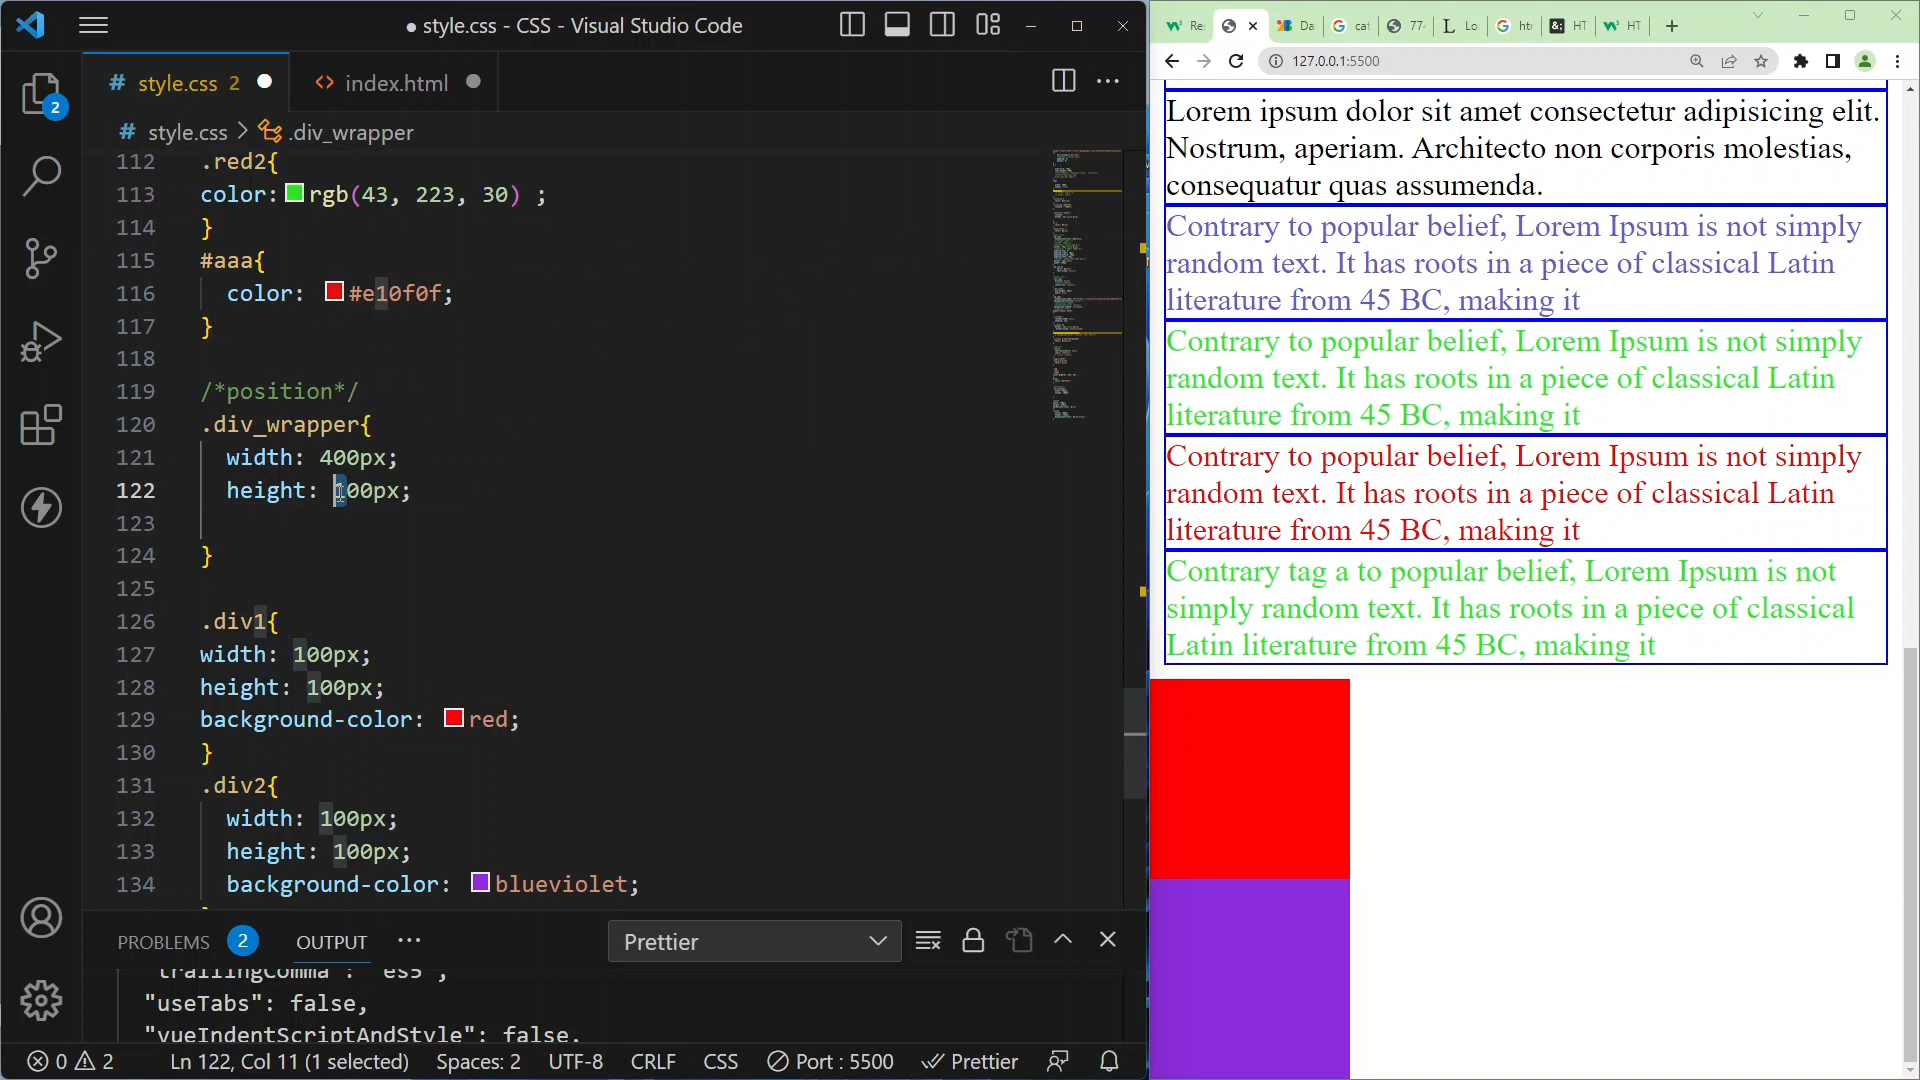 ● style.css - CSS - Visual Studio Code
# style.css 2
<> index.html
# style.css > .div_wrapper
112 .red2{
113 color: rgb(43, 223, 30) ;
114 }
115 #aaa{
116 color: #e10f0f;
117 }
118
119 /*position*/
120 .div_wrapper{
121 width: 400px;
122 height: 100px;
123
124 }
125
126 .div1{
127 width: 100px;
128 height: 100px;
129 background-color: red;
130 }
131 .div2{
132 width: 100px;
133 height: 100px;
134 background-color: blueviolet;
2
PROBLEMS 2 OUTPUT ···
Prettier
"trailingComma": "es5",
"useTabs": false,
"vueIndentScriptAndStyle": false,
0 2 Ln 122, Col 11 (1 selected) Spaces: 2 UTF-8 CRLF CSS Port : 5500 Prettier
Re Da cat 774 Lo htt HT HT
127.0.0.1:5500
Lorem ipsum dolor sit amet consectetur adipisicing elit.
Nostrum, aperiam. Architecto non corporis molestias,
consequatur quas assumenda.
Contrary to popular belief, Lorem Ipsum is not simply
random text. It has roots in a piece of classical Latin
literature from 45 BC, making it
Contrary to popular belief, Lorem Ipsum is not simply
random text. It has roots in a piece of classical Latin
literature from 45 BC, making it
Contrary to popular belief, Lorem Ipsum is not simply
random text. It has roots in a piece of classical Latin
literature from 45 BC, making it
Contrary tag a to popular belief, Lorem Ipsum is not
simply random text. It has roots in a piece of classical
Latin literature from 45 BC, making it